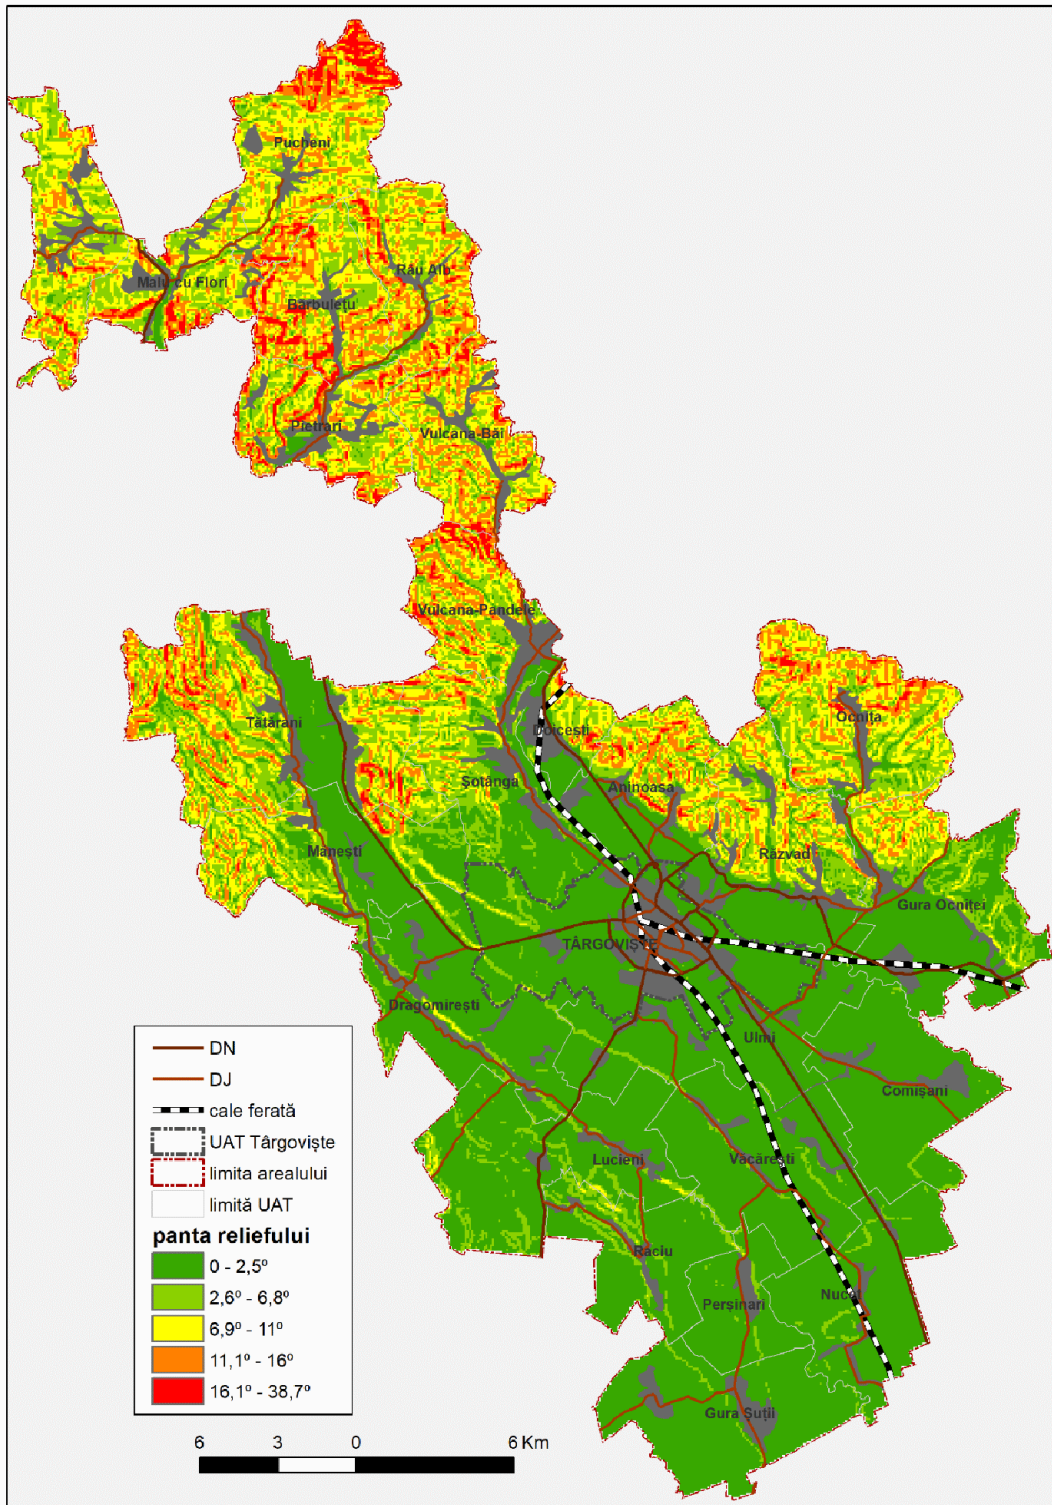 Pucheni
Malu cu Flori
Râu Alb
Bărbulețu
Pietrari
Vulcana-Băi
Vulcana-Pandele
Tătărani
Ocnița
Doicești
Șotânga
Aninoasa
Mănești
Răzvad
Gura Ocniței
TÂRGOVIȘTE
Dragomirești
Ulmi
Comișani
Lucieni
Văcărești
Raciu
Perșinari
Nucet
Gura Șuții
DN
DJ
cale ferată
UAT Târgoviște
limita arealului
limită UAT
panta reliefului
0 - 2,5º
2,6º - 6,8º
6,9º - 11º
11,1º - 16º
16,1º - 38,7º
6 3 0 6 Km